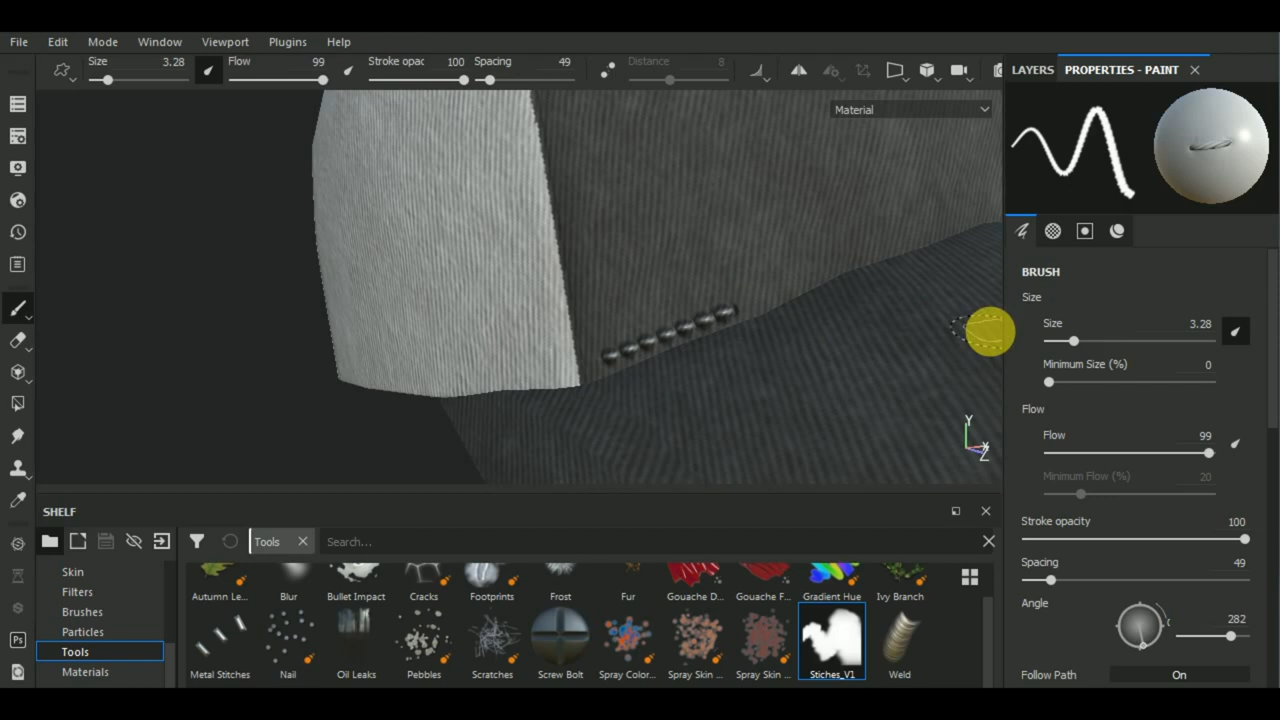 File Edit Mode Window Viewport Plugins Help
Size 3.28 Flow 99 Stroke opac 100 Spacing 49 Distance 8
LAYERS PROPERTIES - PAINT
Material
BRUSH
Size
Size 3.28
Minimum Size (%) 0
Flow
Flow 99
Minimum Flow (%) 20
Stroke opacity 100
Spacing 49
Angle
282
Follow Path On
Y
X
Z
SHELF
Tools Search...
Skin
Filters
Brushes
Particles
Tools
Materials
Autumn Le... Blur Bullet Impact Cracks Footprints Frost Fur Gouache D... Gouache F... Gradient Hue Ivy Branch
Metal Stitches Nail Oil Leaks Pebbles Scratches Screw Bolt Spray Color... Spray Skin ... Spray Skin ... Stiches_V1 Weld
Ps